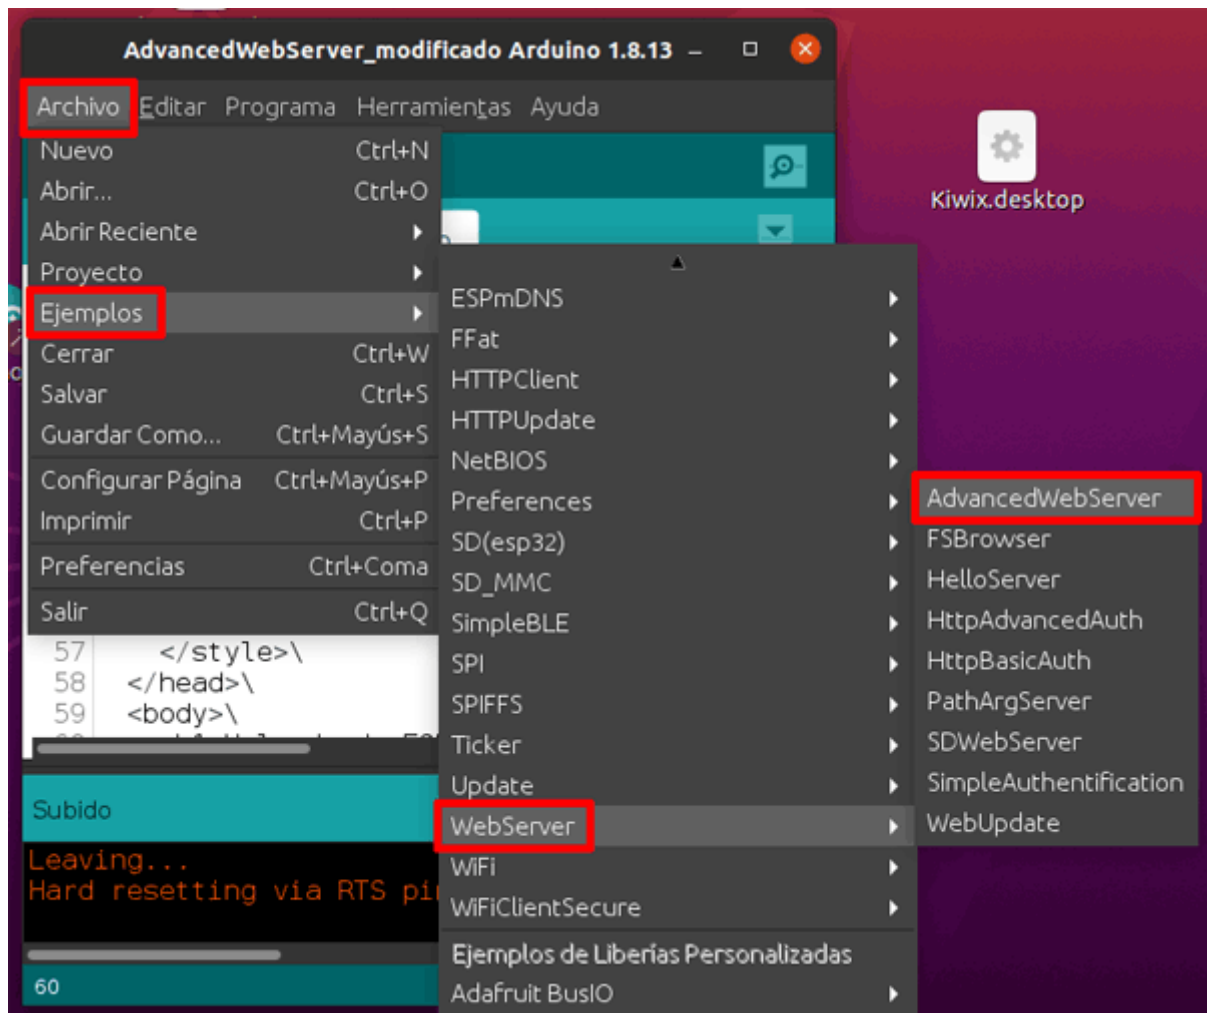 AdvancedWebServer_modificado Arduino 1.8.13
Archivo Editar Programa Herramientas Ayuda
Nuevo Ctrl+N
Abrir... Ctrl+O
Abrir Reciente
Proyecto
Ejemplos
Cerrar Ctrl+W
Salvar Ctrl+S
Guardar Como... Ctrl+Mayús+S
Configurar Página Ctrl+Mayús+P
Imprimir Ctrl+P
Preferencias Ctrl+Coma
Salir Ctrl+Q
57 </style>\
58 </head>\
59 <body>\
Subido
Leaving...
Hard resetting via RTS
60
ESPmDNS
FFat
HTTPClient
HTTPUpdate
NetBIOS
Preferences
SD(esp32)
SD_MMC
SimpleBLE
SPI
SPIFFS
Ticker
Update
WebServer
WiFi
WiFiClientSecure
Ejemplos de Liberías Personalizadas
Adafruit BusIO
AdvancedWebServer
FSBrowser
HelloServer
HttpAdvancedAuth
HttpBasicAuth
PathArgServer
SDWebServer
SimpleAuthentification
WebUpdate
Kiwix.desktop